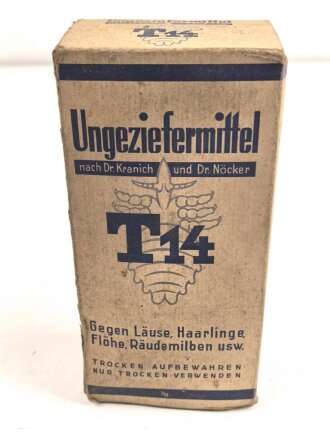 T14
Ungeziefermittel
nach Dr. Kranich und Dr. Nöcker
T14
Gegen Läuse, Haarlinge,
Flöhe, Räudemilben usw.
TROCKEN AUFBEWAHREN
NUR TROCKEN VERWENDEN